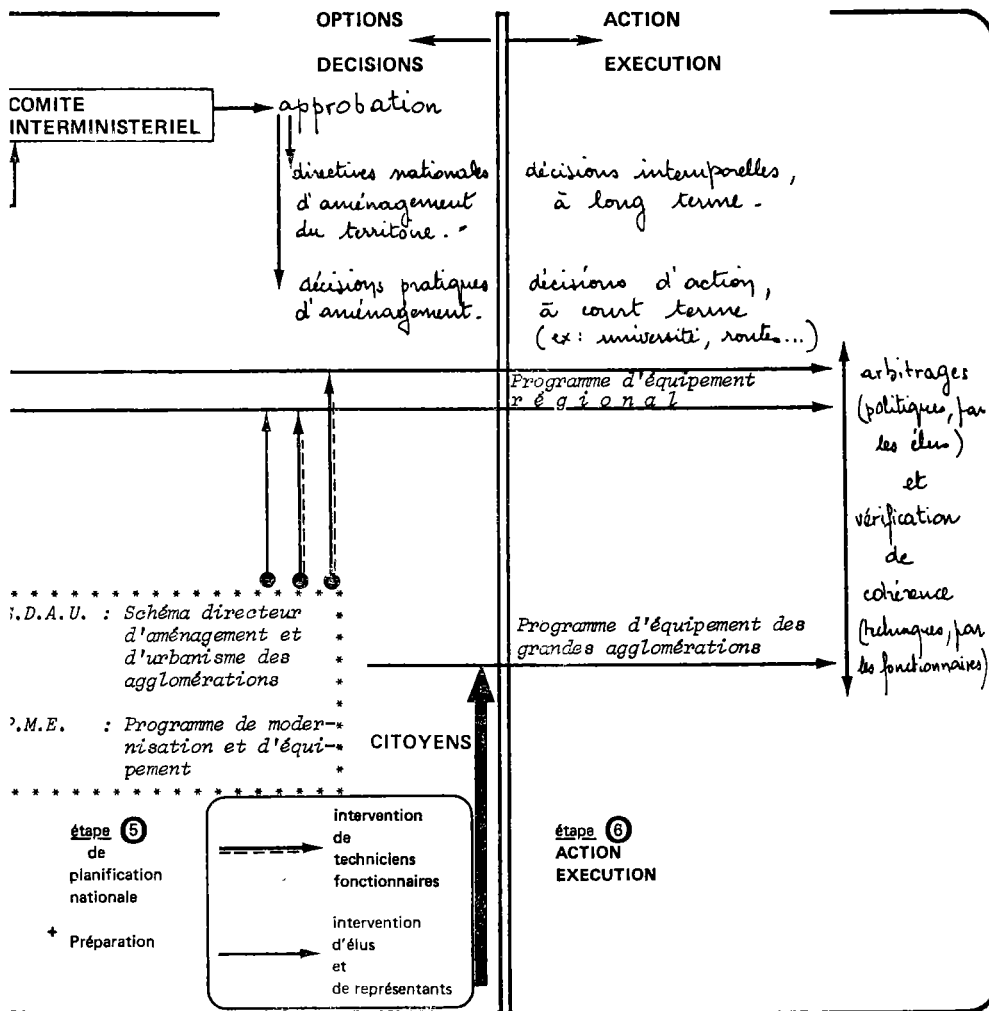 OPTIONS
DECISIONS
ACTION
EXECUTION
COMITE
INTERMINISTERIEL
approbation
directives nationales
d'aménagement
du territoire.
décisions intemporelles,
à long terme.
décisions pratiques
d'aménagement.
décisions d'action,
à court terme
(ex: université, routes...)
Programme d'équipement
régional
arbitrages
(politiques, par
les élus)
et
vérification
de
cohérence
(techniques, par
les fonctionnaires)
S.D.A.U. : Schéma directeur
d'aménagement et
d'urbanisme des
agglomérations
P.M.E. : Programme de moder-
nisation et d'équi-
pement
Programme d'équipement des
grandes agglomérations
CITOYENS
étape 5
de
planification
nationale
+ Préparation
intervention
de
techniciens
fonctionnaires
intervention
d'élus
et
de représentants
étape 6
ACTION
EXECUTION